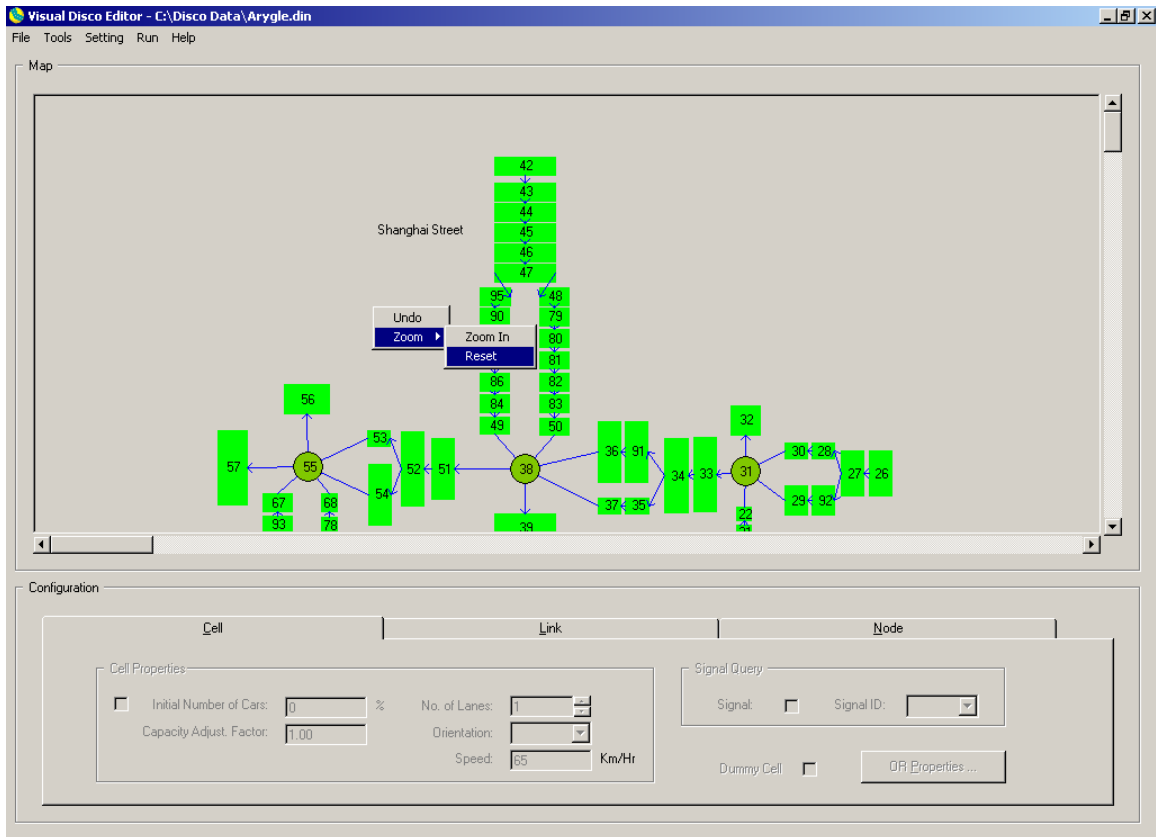 Visual Disco Editor - C:\Disco Data\Arygle.din
File Tools Setting Run Help
Map
42
43
44
Shanghai Street 45
46
47
95 48
90 79
Undo
Zoom Zoom In 80
Reset 81
86 82
84 83
49 50
56 32
53 36 91 30 28
57 55 52 51 38 34 33 31 27 26
54 37 35 29 92
67 68 22
93 78 39 21
Configuration
Cell Link Node
Cell Properties Signal Query
Initial Number of Cars: 0 % No. of Lanes: 1 Signal: Signal ID:
Capacity Adjust. Factor: 1.00 Orientation:
Speed: 65 Km/Hr Dummy Cell OR Properties ...